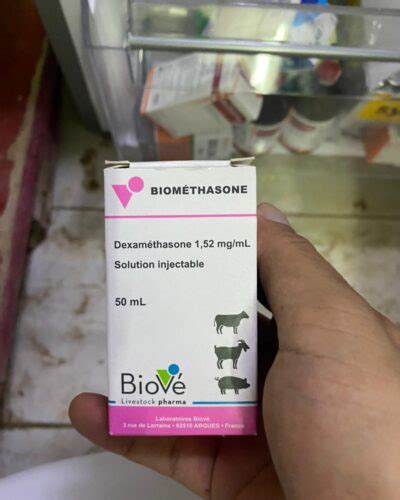 BIOMÉTHASONE
Dexaméthasone 1,52 mg/mL
Solution injectable
50 mL
Biové
Livestock pharma
Laboratoires Biové.
3 rue de Lorraine • 62510 ARQUES • France